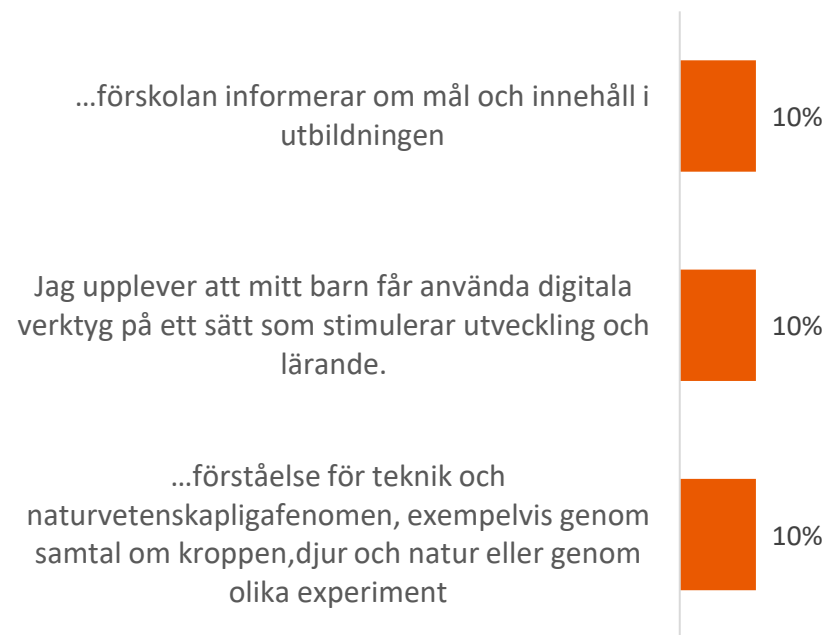 …förskolan informerar om mål och innehåll i
utbildningen
10%
Jag upplever att mitt barn får använda digitala
verktyg på ett sätt som stimulerar utveckling och
lärande.
10%
…förståelse för teknik och
naturvetenskapligafenomen, exempelvis genom
samtal om kroppen,djur och natur eller genom
olika experiment
10%